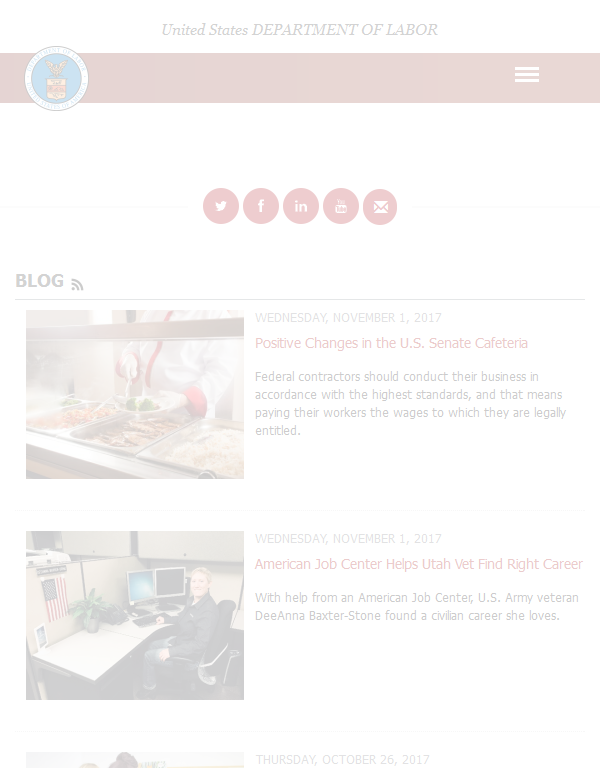 United States DEPARTMENT OF LABOR
BLOG
WEDNESDAY, NOVEMBER 1, 2017
Positive Changes in the U.S. Senate Cafeteria
Federal contractors should conduct their business in
accordance with the highest standards, and that means
paying their workers the wages to which they are legally
entitled.
WEDNESDAY, NOVEMBER 1, 2017
American Job Center Helps Utah Vet Find Right Career
With help from an American Job Center, U.S. Army veteran
DeeAnna Baxter-Stone found a civilian career she loves.
THURSDAY, OCTOBER 26, 2017